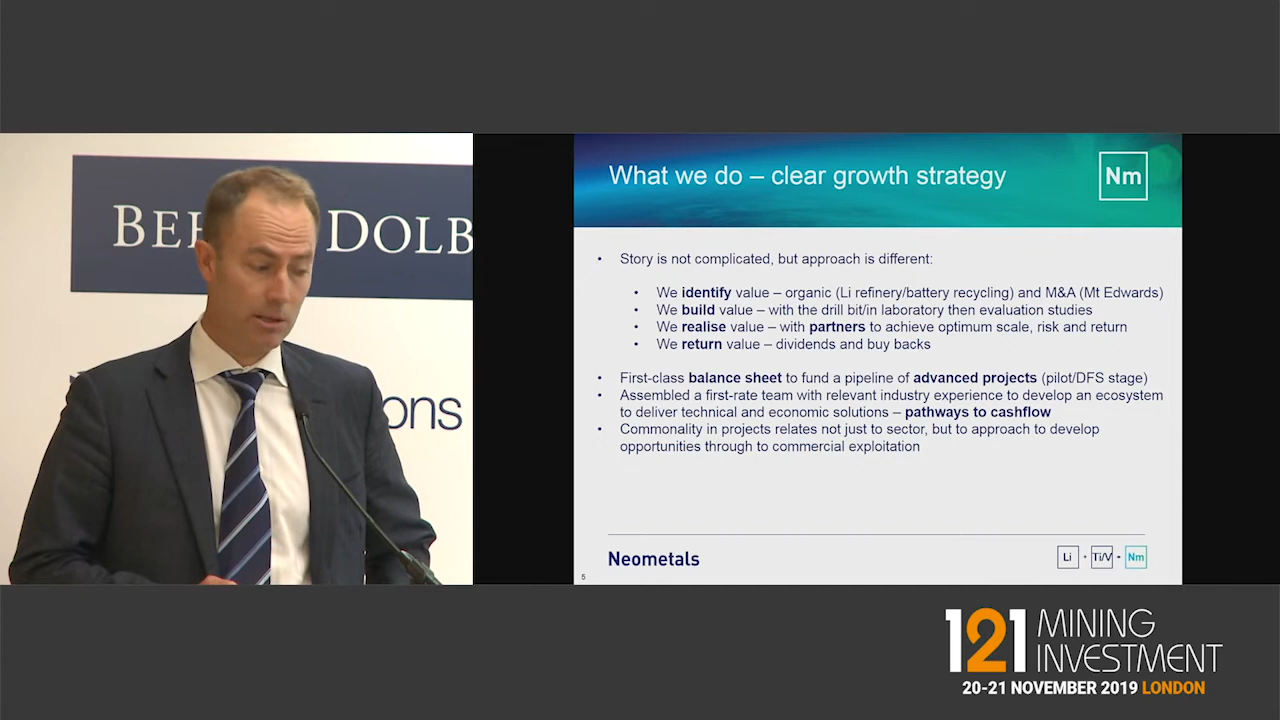 BEH DOLB
ons
What we do – clear growth strategy
Nm
• Story is not complicated, but approach is different:
• We identify value – organic (Li refinery/battery recycling) and M&A (Mt Edwards)
• We build value – with the drill bit/in laboratory then evaluation studies
• We realise value – with partners to achieve optimum scale, risk and return
• We return value – dividends and buy backs
• First-class balance sheet to fund a pipeline of advanced projects (pilot/DFS stage)
• Assembled a first-rate team with relevant industry experience to develop an ecosystem
to deliver technical and economic solutions – pathways to cashflow
• Commonality in projects relates not just to sector, but to approach to develop
opportunities through to commercial exploitation
Neometals
Li + Ti/V + Nm
5
121 MINING
INVESTMENT
20-21 NOVEMBER 2019 LONDON